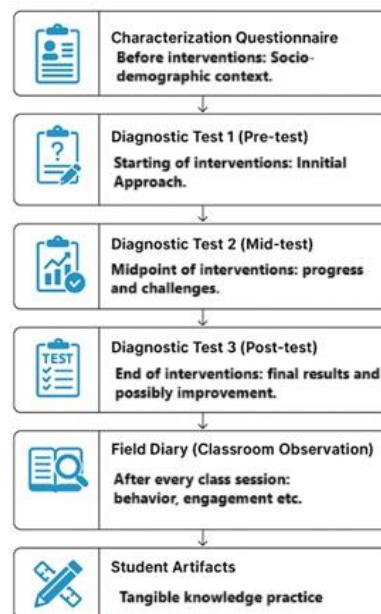 Characterization Questionnaire
Before interventions: Socio-
demographic context.
?
Diagnostic Test 1 (Pre-test)
Starting of interventions: Innitial
Approach.
Diagnostic Test 2 (Mid-test)
Midpoint of interventions: progress
and challenges.
TEST
Diagnostic Test 3 (Post-test)
End of interventions: final results and
possibly improvement.
Field Diary (Classroom Observation)
After every class session:
behavior, engagement etc.
Student Artifacts
Tangible knowledge practice